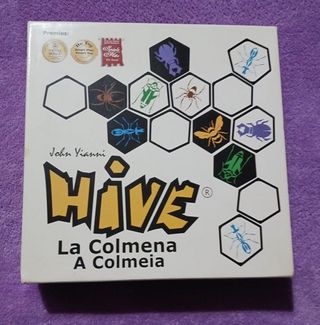 Premios:
John Yianni
HIVE®
La Colmena
A Colmeia